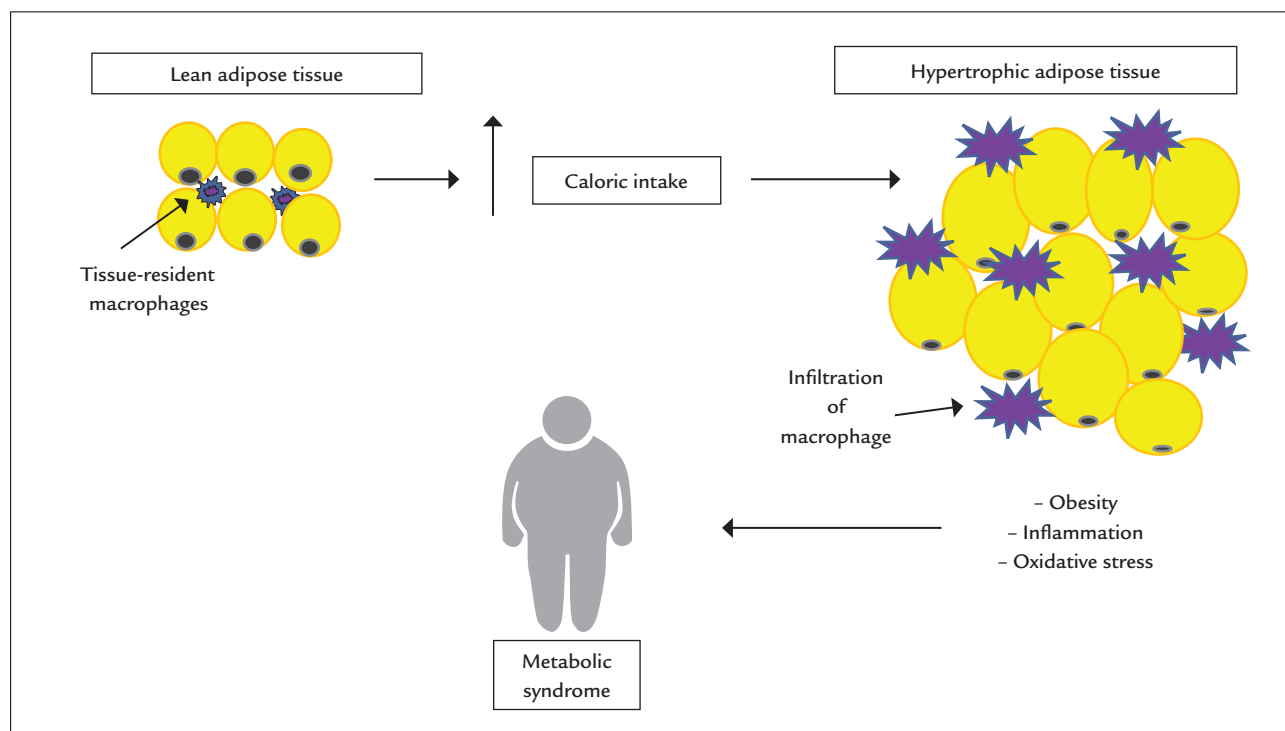 Lean adipose tissue
Hypertrophic adipose tissue
Caloric intake
Tissue-resident
macrophages
Infiltration
of
macrophage
– Obesity
– Inflammation
– Oxidative stress
Metabolic
syndrome